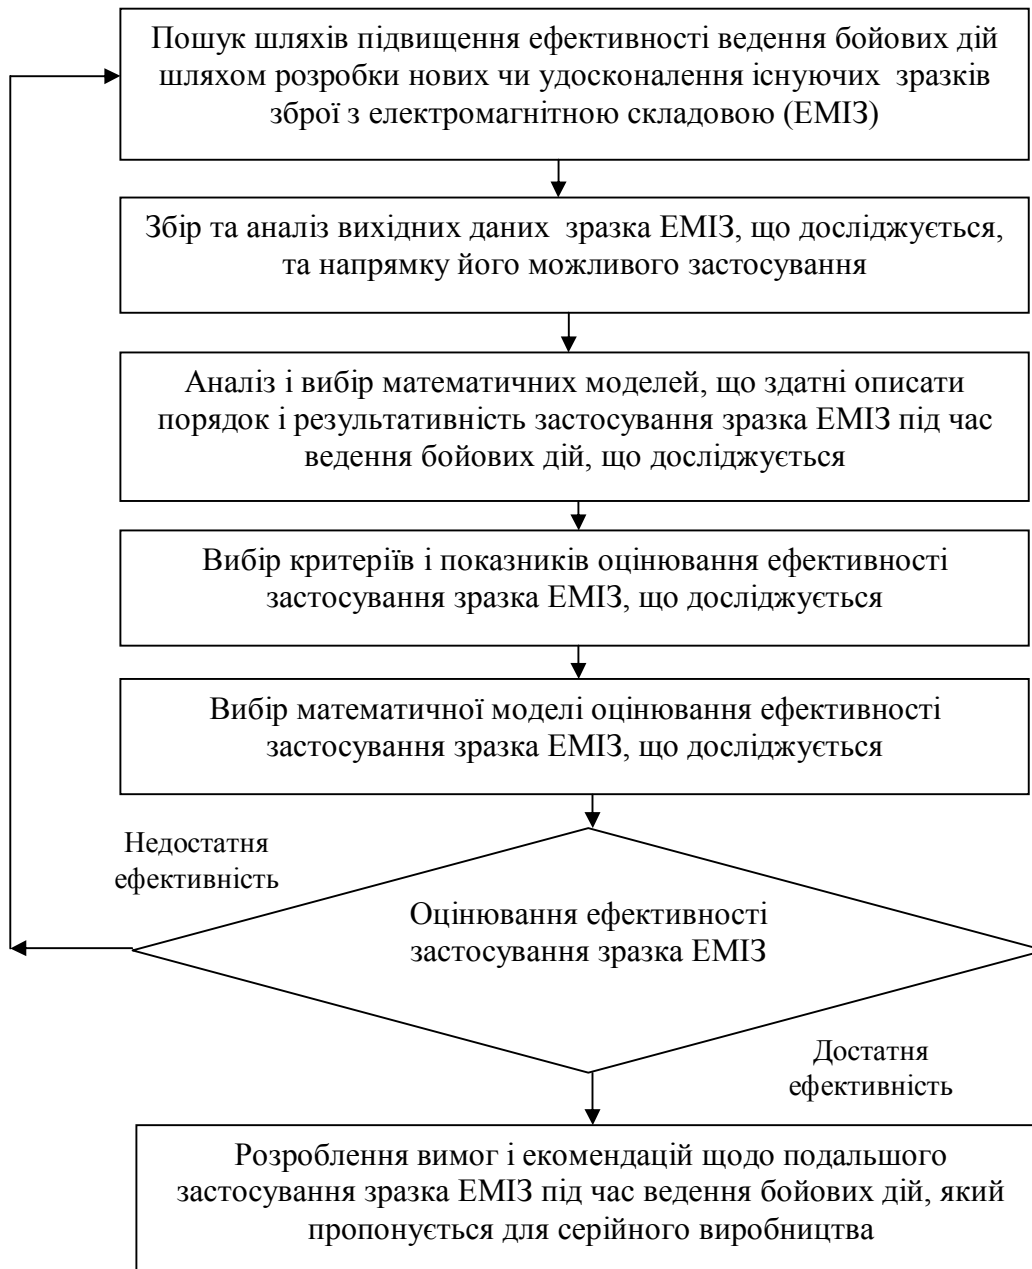 Пошук шляхів підвищення ефективності ведення бойових дій
шляхом розробки нових чи удосконалення існуючих зразків
зброї з електромагнітною складовою (ЕМІЗ)
Збір та аналіз вихідних даних зразка ЕМІЗ, що досліджується,
та напрямку його можливого застосування
Аналіз і вибір математичних моделей, що здатні описати
порядок і результативність застосування зразка ЕМІЗ під час
ведення бойових дій, що досліджується
Вибір критеріїв і показників оцінювання ефективності
застосування зразка ЕМІЗ, що досліджується
Вибір математичної моделі оцінювання ефективності
застосування зразка ЕМІЗ, що досліджується
Недостатня
ефективність
Оцінювання ефективності
застосування зразка ЕМІЗ
Достатня
ефективність
Розроблення вимог і екомендацій щодо подальшого
застосування зразка ЕМІЗ під час ведення бойових дій, який
пропонується для серійного виробництва